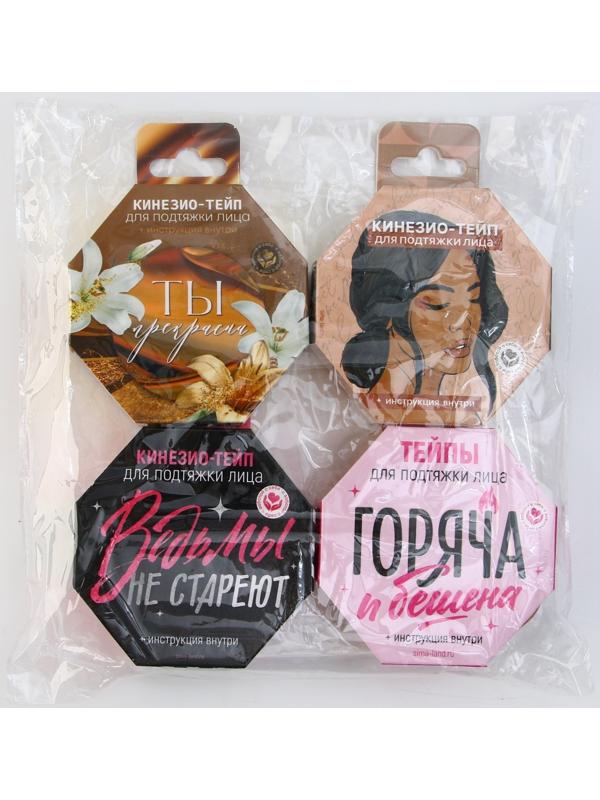 КИНЕЗИО-ТЕЙП
ДЛЯ ПОДТЯЖКИ ЛИЦА
+ инструкция внутри
ТЫ
прекрасна
КИНЕЗИО-ТЕЙП
ДЛЯ ПОДТЯЖКИ ЛИЦА
+ инструкция внутри
КИНЕЗИО-ТЕЙП
ДЛЯ ПОДТЯЖКИ ЛИЦА
Ведьмы
НЕ СТАРЕЮТ
+ инструкция внутри
ТЕЙПЫ
ДЛЯ ПОДТЯЖКИ ЛИЦА
ГОРЯЧА
и бешена
+ инструкция внутри
sima-land.ru